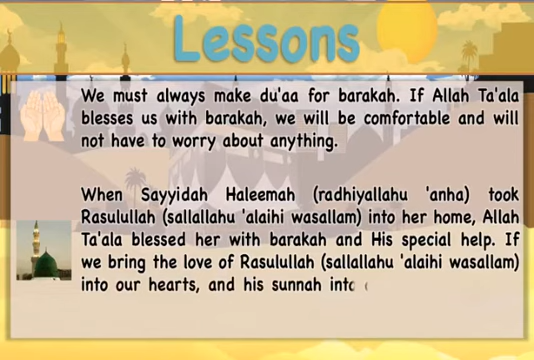 Lessons
We must always make du'aa for barakah. If Allah Ta'ala
blesses us with barakah, we will be comfortable and will
not have to worry about anything.
When Sayyidah Haleemah (radhiyallahu 'anha) took
Rasulullah (sallallahu 'alaihi wasallam) into her home, Allah
Ta'ala blessed her with barakah and His special help. If
we bring the love of Rasulullah (sallallahu 'alaihi wasallam)
into our hearts, and his sunnah into